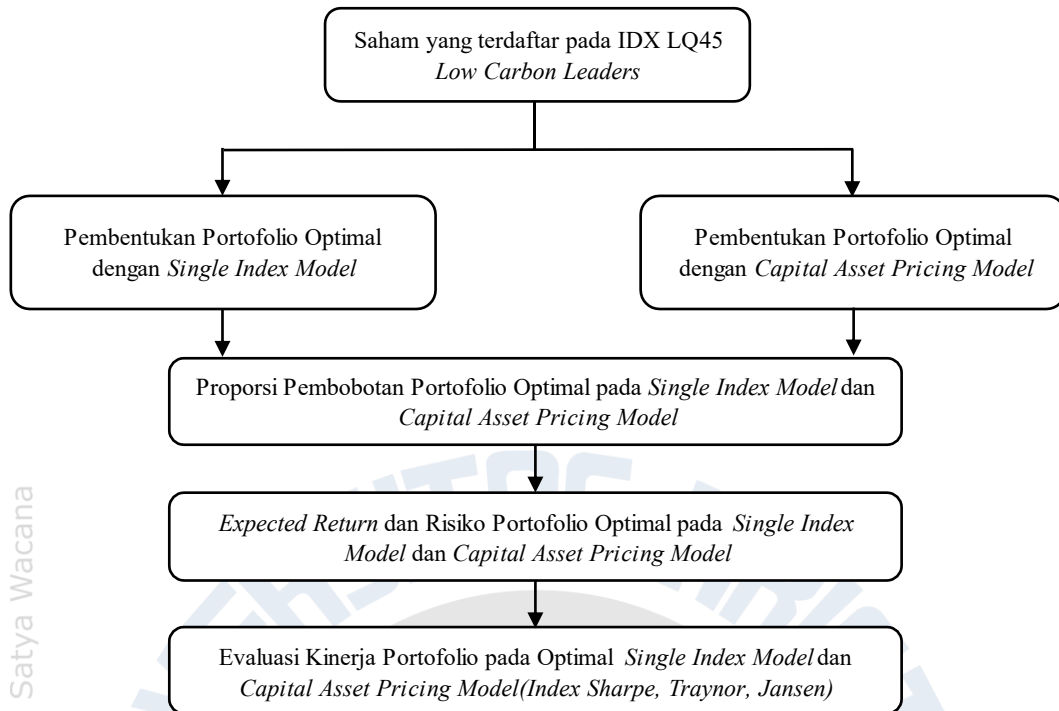 Saham yang terdaftar pada IDX LQ45
Low Carbon Leaders
Pembentukan Portofolio Optimal
dengan Single Index Model
Pembentukan Portofolio Optimal
dengan Capital Asset Pricing Model
Proporsi Pembobotan Portofolio Optimal pada Single Index Model dan
Capital Asset Pricing Model
Expected Return dan Risiko Portofolio Optimal pada Single Index
Model dan Capital Asset Pricing Model
Evaluasi Kinerja Portofolio pada Optimal Single Index Model dan
Capital Asset Pricing Model(Index Sharpe, Traynor, Jansen)
Satya Wacana